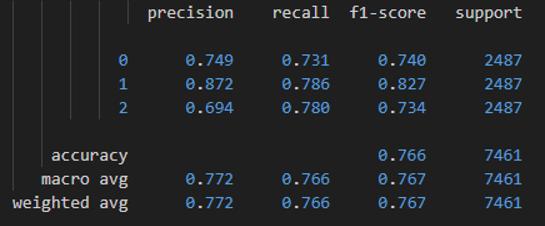 precision recall f1-score support
0 0.749 0.731 0.740 2487
1 0.872 0.786 0.827 2487
2 0.694 0.780 0.734 2487
accuracy 0.766 7461
macro avg 0.772 0.766 0.767 7461
weighted avg 0.772 0.766 0.767 7461